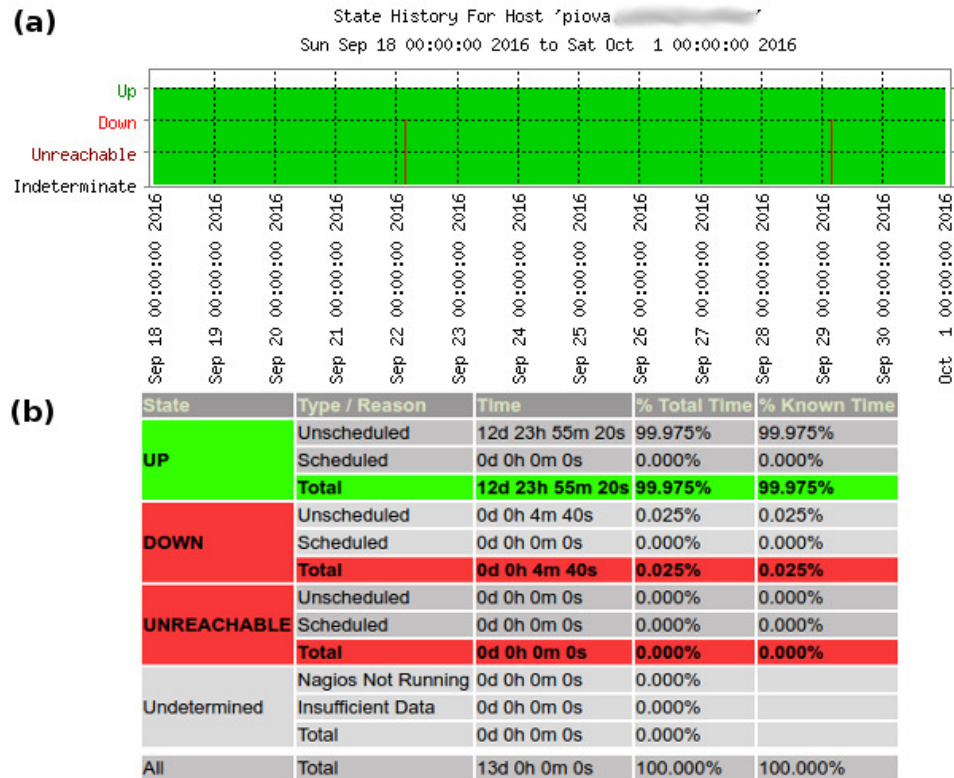 (a)
State History For Host 'piova
Sun Sep 18 00:00:00 2016 to Sat Oct 1 00:00:00 2016
Up
Down
Unreachable
Indeterminate
Sep 18 00:00:00 2016
Sep 19 00:00:00 2016
Sep 20 00:00:00 2016
Sep 21 00:00:00 2016
Sep 22 00:00:00 2016
Sep 23 00:00:00 2016
Sep 24 00:00:00 2016
Sep 25 00:00:00 2016
Sep 26 00:00:00 2016
Sep 27 00:00:00 2016
Sep 28 00:00:00 2016
Sep 29 00:00:00 2016
Sep 30 00:00:00 2016
Oct 1 00:00:00 2016
(b)
State Type / Reason Time % Total Time % Known Time
UP
Unscheduled 12d 23h 55m 20s 99.975% 99.975%
Scheduled 0d 0h 0m 0s 0.000% 0.000%
Total 12d 23h 55m 20s 99.975% 99.975%
DOWN
Unscheduled 0d 0h 4m 40s 0.025% 0.025%
Scheduled 0d 0h 0m 0s 0.000% 0.000%
Total 0d 0h 4m 40s 0.025% 0.025%
UNREACHABLE
Unscheduled 0d 0h 0m 0s 0.000% 0.000%
Scheduled 0d 0h 0m 0s 0.000% 0.000%
Total 0d 0h 0m 0s 0.000% 0.000%
Undetermined
Nagios Not Running 0d 0h 0m 0s 0.000%
Insufficient Data 0d 0h 0m 0s 0.000%
Total 0d 0h 0m 0s 0.000%
All Total 13d 0h 0m 0s 100.000% 100.000%